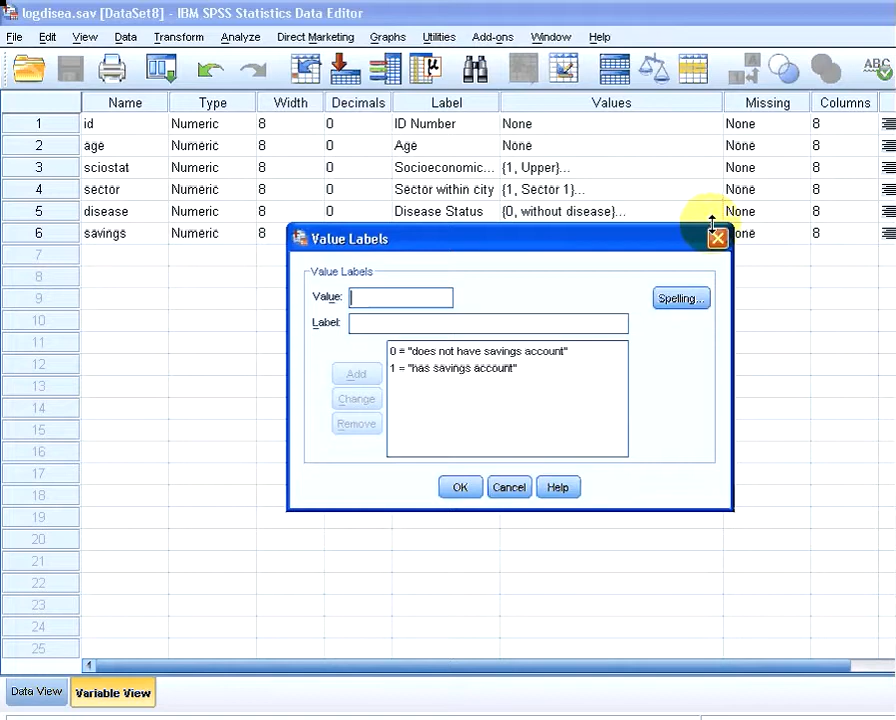 logdisea.sav [DataSet8] - IBM SPSS Statistics Data Editor
File Edit View Data Transform Analyze Direct Marketing Graphs Utilities Add-ons Window Help
Name Type Width Decimals Label Values Missing Columns
1 id Numeric 8 0 ID Number None None 8
2 age Numeric 8 0 Age None None 8
3 sciostat Numeric 8 0 Socioeconomic... {1, Upper}... None 8
4 sector Numeric 8 0 Sector within city {1, Sector 1}... None 8
5 disease Numeric 8 0 Disease Status {0, without disease}... None 8
6 savings Numeric 8 8
7
8
9
10
11
12
13
14
15
16
17
18
19
20
21
22
23
24
25
Value Labels
Value Labels
Value:
Spelling...
Label:
0 = "does not have savings account"
1 = "has savings account"
Add
Change
Remove
OK Cancel Help
Data View Variable View